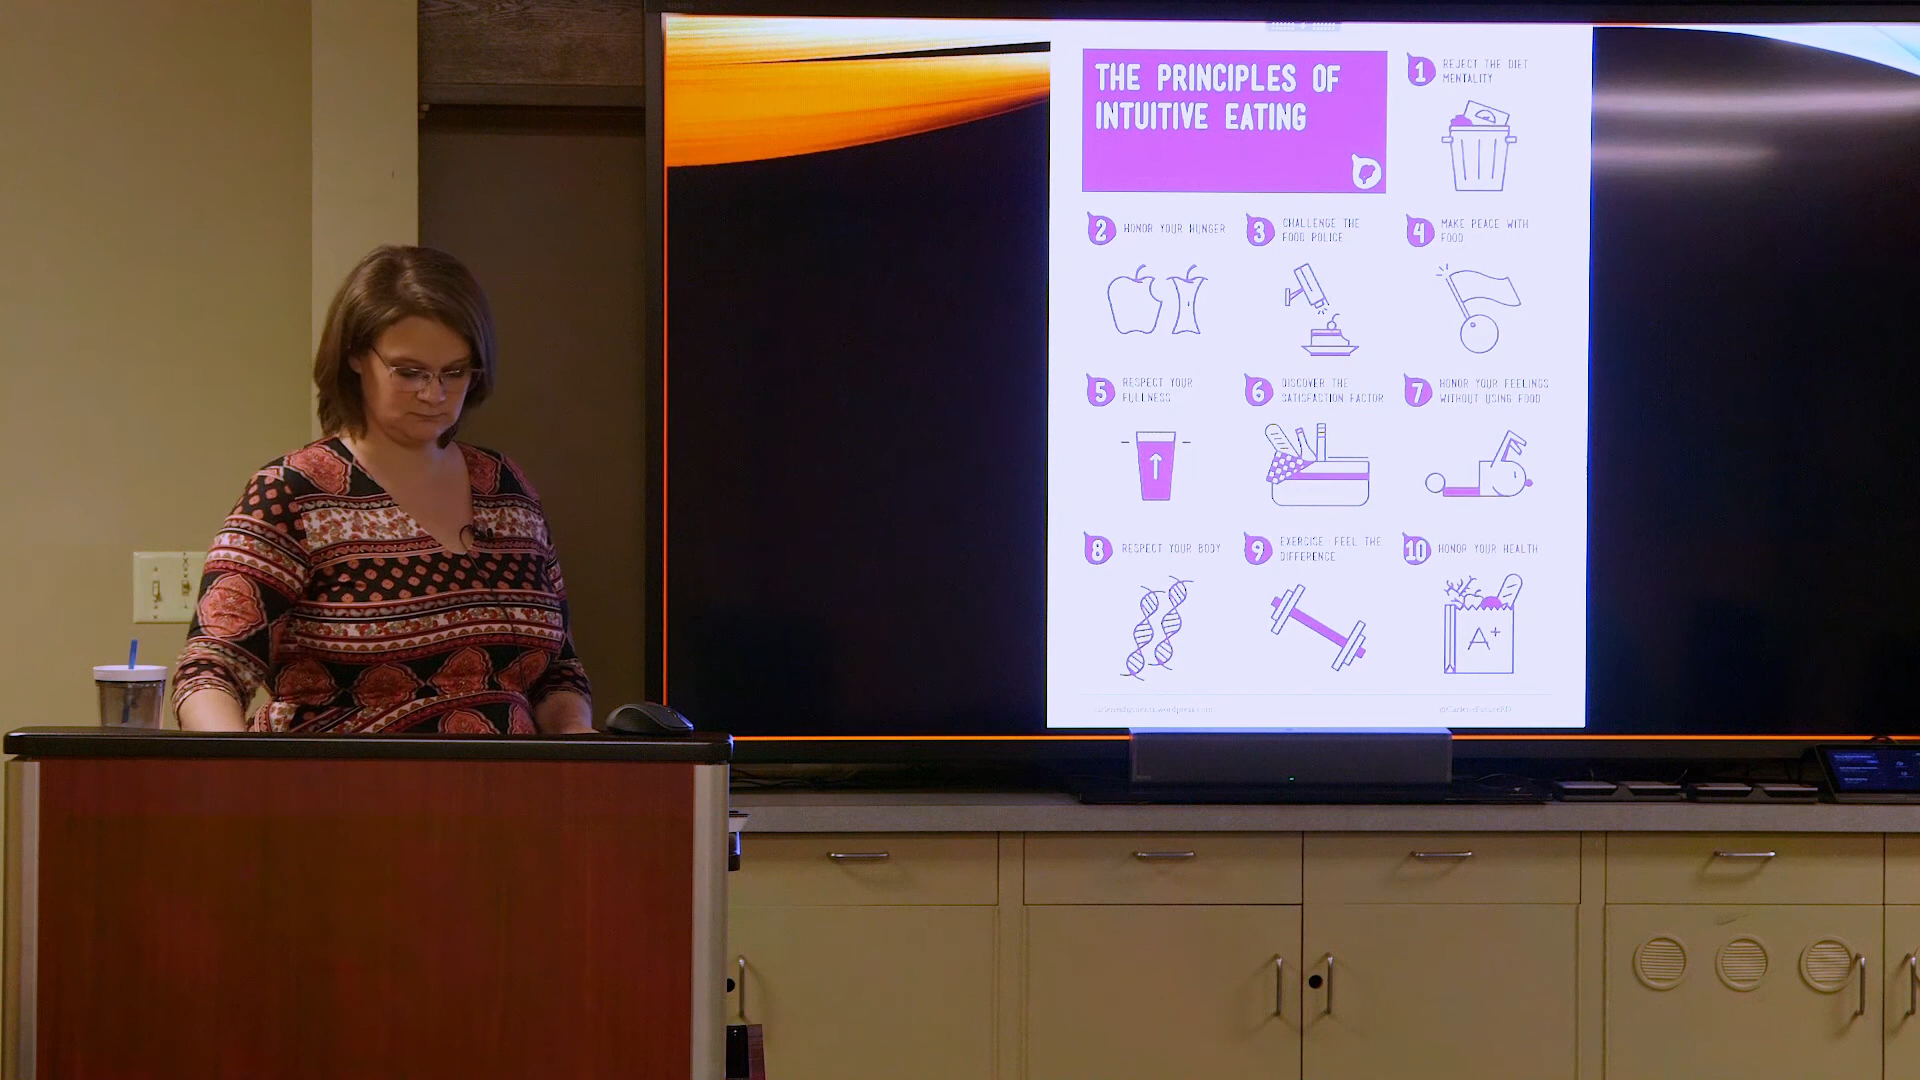 THE PRINCIPLES OF
INTUITIVE EATING
1
REJECT THE DIET
MENTALITY
2
HONOR YOUR HUNGER
3
CHALLENGE THE
FOOD POLICE
4
MAKE PEACE WITH
FOOD
5
RESPECT YOUR
FULLNESS
6
DISCOVER THE
SATISFACTION FACTOR
7
HONOR YOUR FEELINGS
WITHOUT USING FOOD
8
RESPECT YOUR BODY
9
EXERCISE FEEL THE
DIFFERENCE
10
HONOR YOUR HEALTH
A+